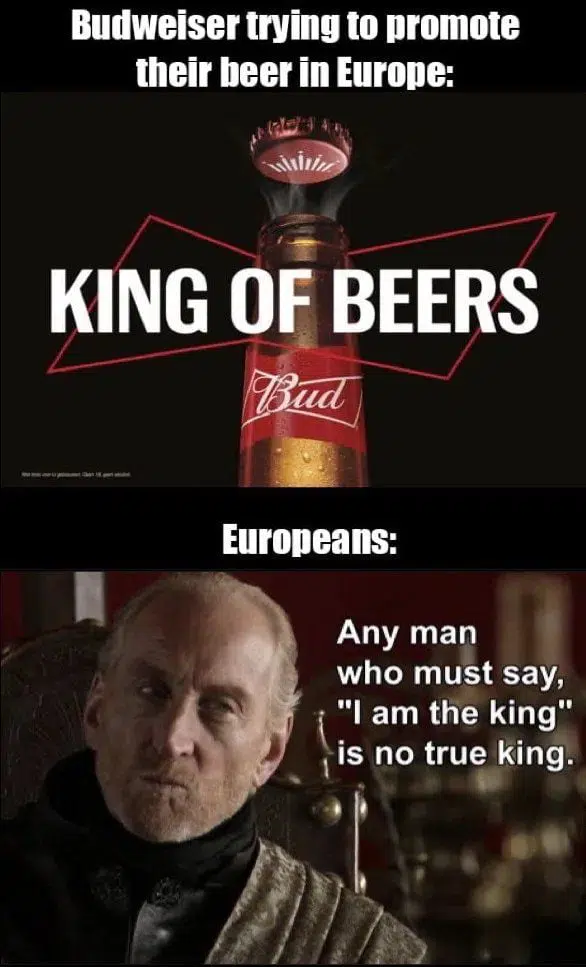 Budweiser trying to promote
their beer in Europe:
KING OF BEERS
Bud
Europeans:
Any man
who must say,
"I am the king"
is no true king.